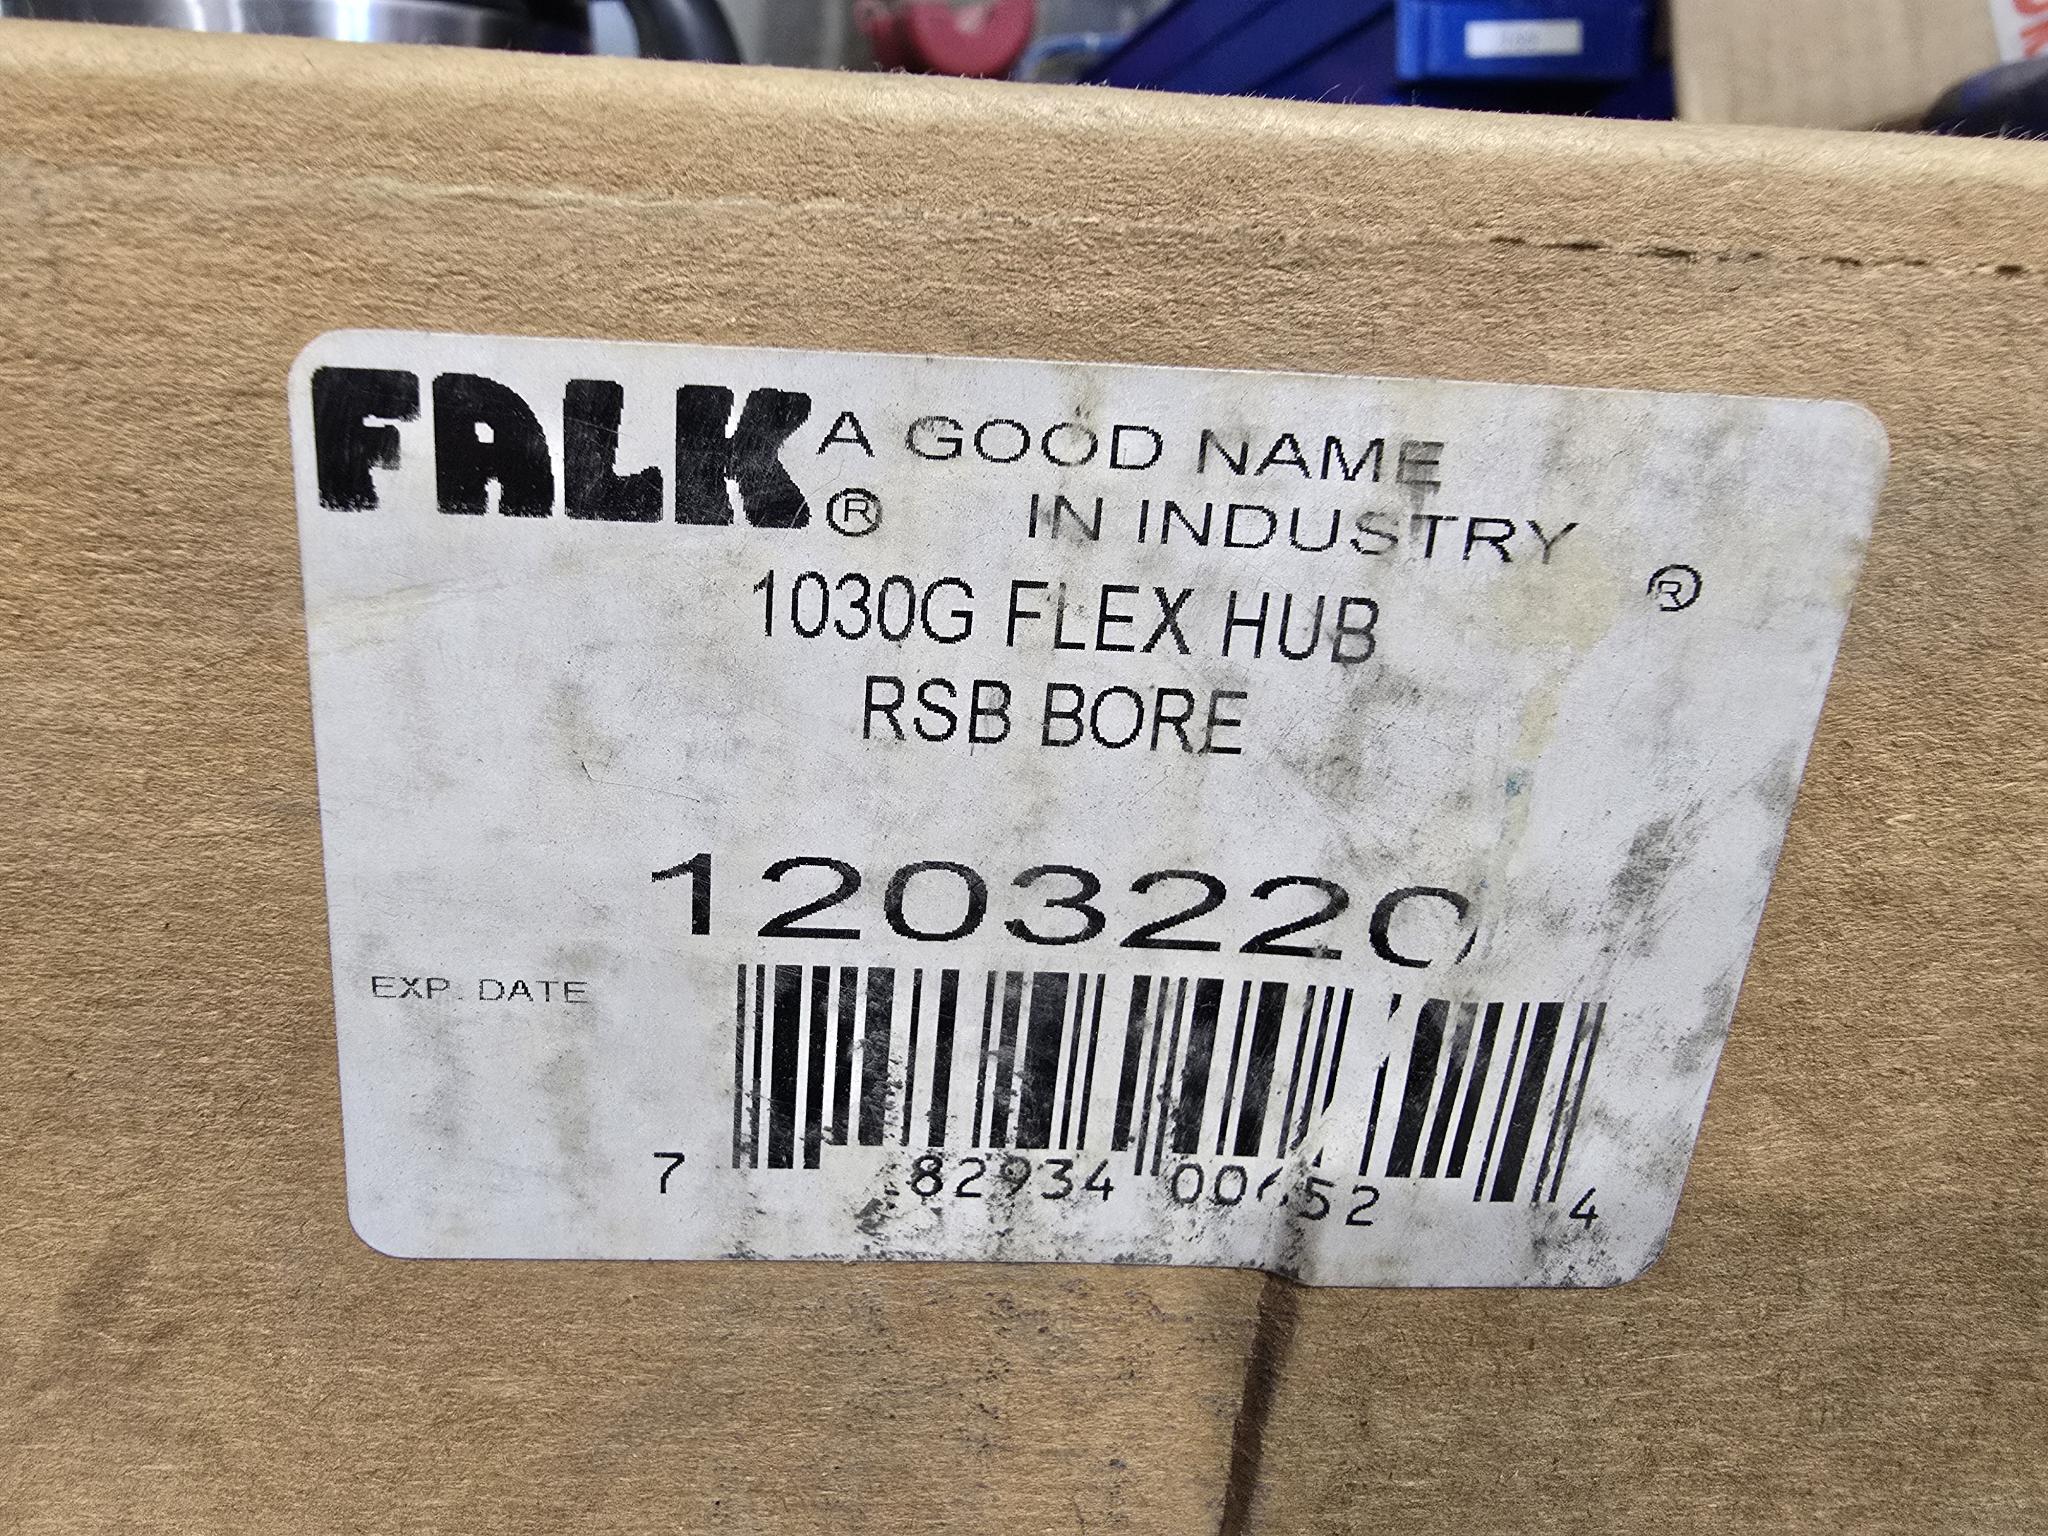 FALK® A GOOD NAME
IN INDUSTRY ®
1030G FLEX HUB
RSB BORE
1203220
EXP. DATE
7 82934 00652 4